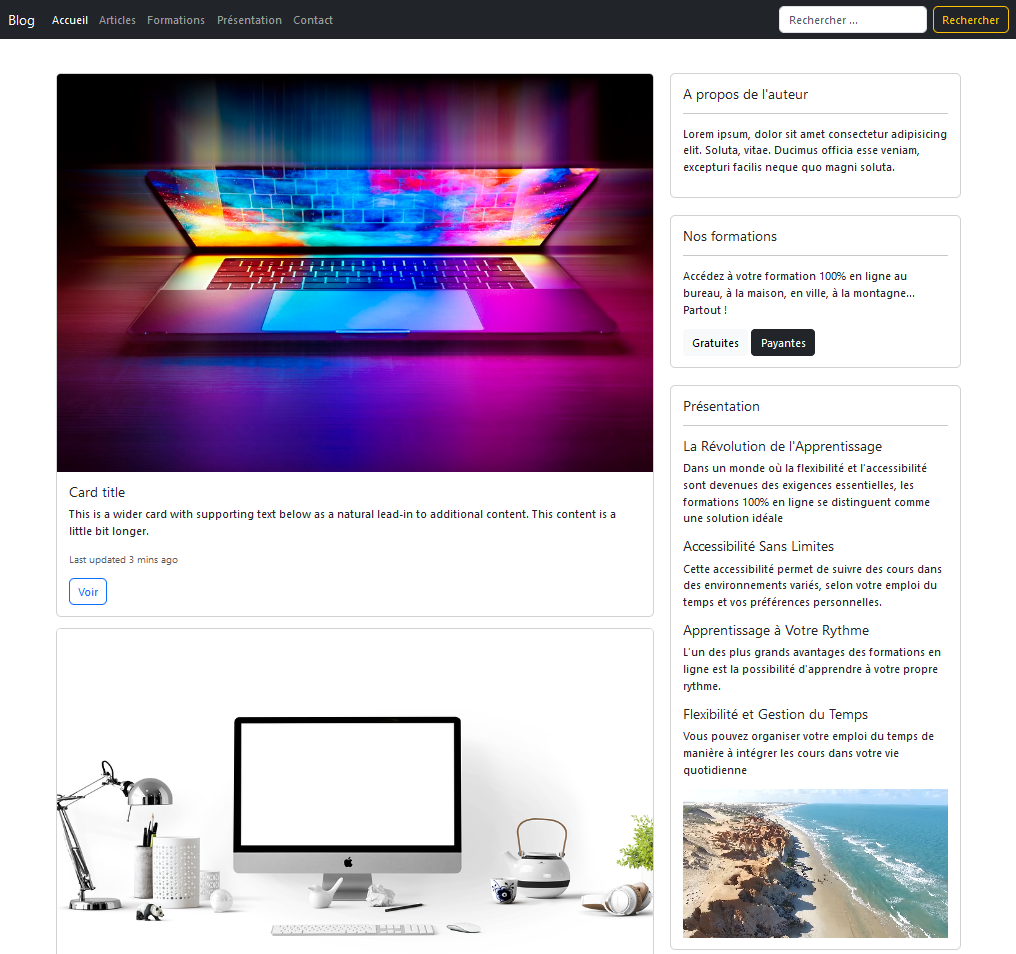 Blog Accueil Articles Formations Présentation Contact Rechercher ... Rechercher
Card title
This is a wider card with supporting text below as a natural lead-in to additional content. This content is a
little bit longer.
Last updated 3 mins ago
Voir
A propos de l'auteur
Lorem ipsum, dolor sit amet consectetur adipisicing
elit. Soluta, vitae. Ducimus officia esse veniam,
excepturi facilis neque quo magni soluta.
Nos formations
Accédez à votre formation 100% en ligne au
bureau, à la maison, en ville, à la montagne...
Partout !
Gratuites Payantes
Présentation
La Révolution de l'Apprentissage
Dans un monde où la flexibilité et l'accessibilité
sont devenues des exigences essentielles, les
formations 100% en ligne se distinguent comme
une solution idéale
Accessibilité Sans Limites
Cette accessibilité permet de suivre des cours dans
des environnements variés, selon votre emploi du
temps et vos préférences personnelles.
Apprentissage à Votre Rythme
L'un des plus grands avantages des formations en
ligne est la possibilité d'apprendre à votre propre
rythme.
Flexibilité et Gestion du Temps
Vous pouvez organiser votre emploi du temps de
manière à intégrer les cours dans votre vie
quotidienne